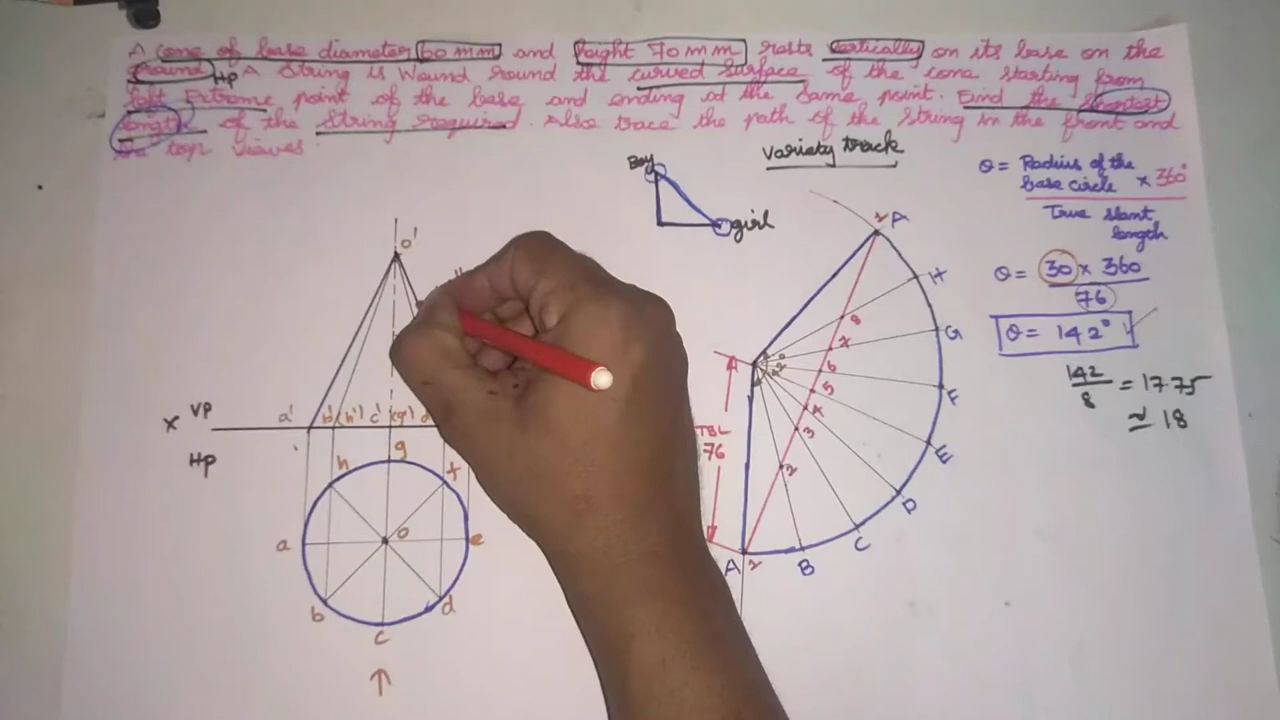 A cone of base diameter 60 mm and height 70 mm rests vertically on its base on the
ground HP A string is wound round the curved surface of the cone starting from
left Extreme point of the base and ending at the same point. Find the shortest
length of the string required. Also trace the path of the string in the front and
the top views.
Variety track
Boy
girl
θ = Radius of the
base circle × 360°
True slant
length
θ = 30 × 360
76
θ = 142°
142
8 = 17.75
≃ 18
o'
X VP
HP
a' b' (h') c' (g') d
h g f
a o e
b c d
A H G F E D C B A
8 7 6 5 4 3 2
TBL
76